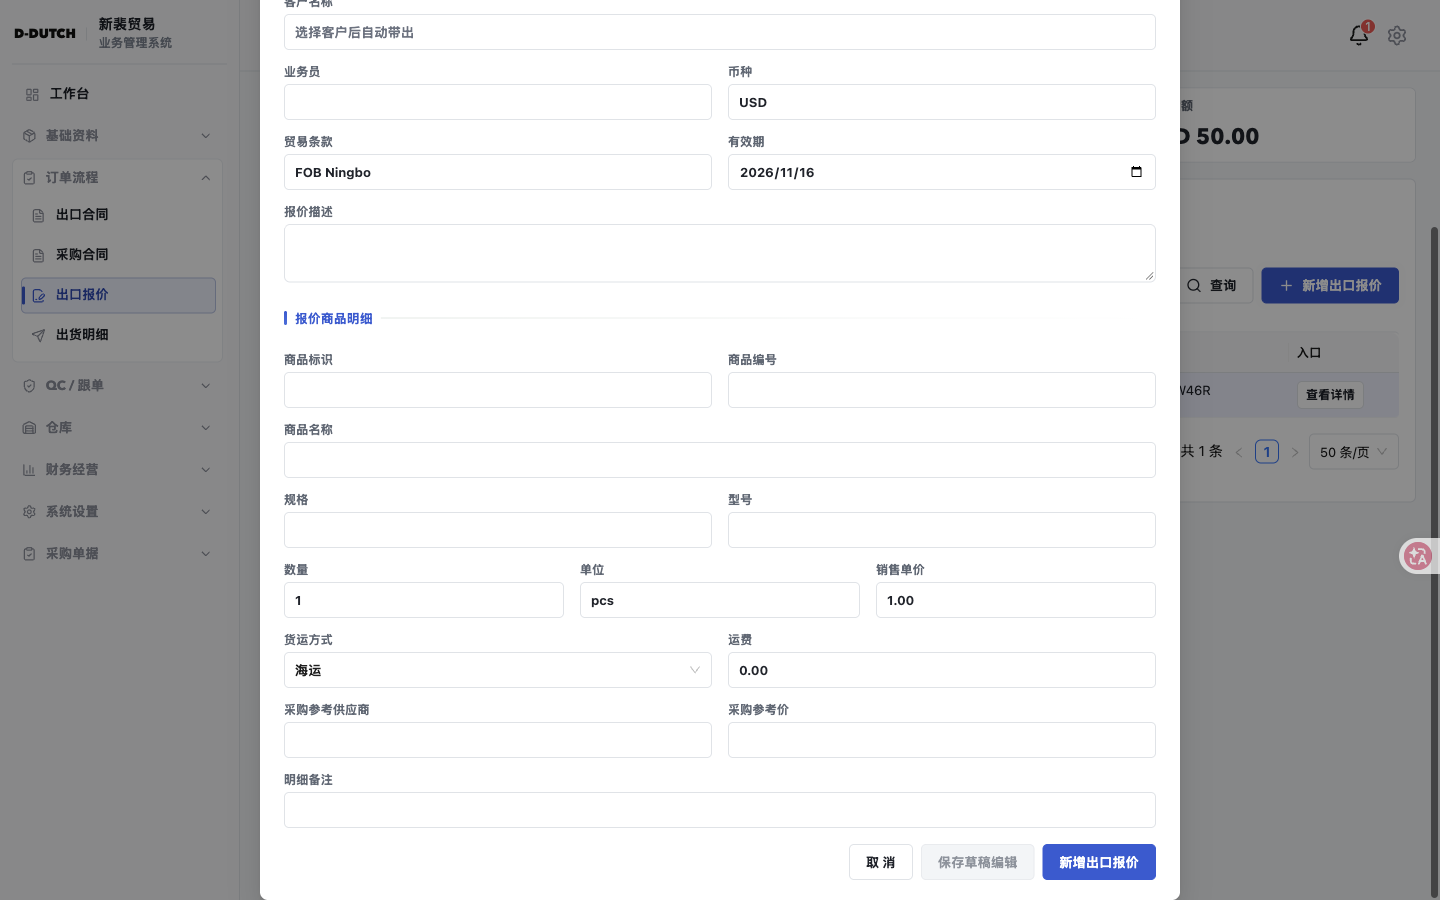 D-DUTCH
新裴贸易
业务管理系统
工作台
基础资料
订单流程
出口合同
采购合同
出口报价
出货明细
QC / 跟单
仓库
财务经营
系统设置
采购单据
客户名称
选择客户后自动带出
业务员
币种
USD
贸易条款
有效期
FOB Ningbo
2026/11/16
报价描述
报价商品明细
商品标识
商品编号
商品名称
规格
型号
数量
单位
销售单价
1
pcs
1.00
货运方式
运费
海运
0.00
采购参考供应商
采购参考价
明细备注
取 消
保存草稿编辑
新增出口报价
1
额
D 50.00
查询
新增出口报价
入口
W46R
查看详情
共 1 条
1
50 条/页